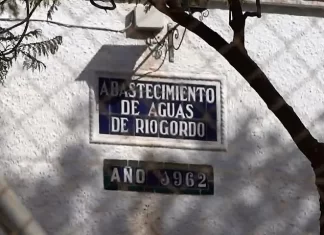 ABASTECIMIENTO
DE AGUAS
DE RIOGORDO
AÑO 1962